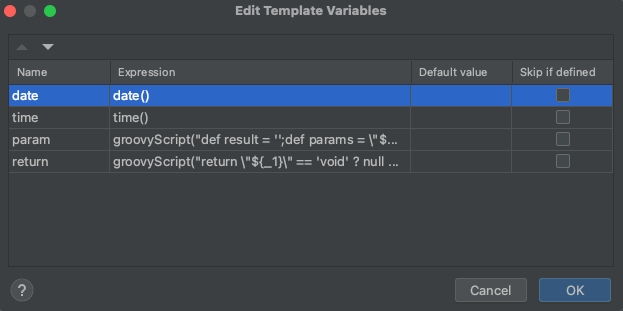 Edit Template Variables
Name Expression Default value Skip if defined
date date()
time time()
param groovyScript("def result = '';def params = \"$...
return groovyScript("return \"${_1}\" == 'void' ? null ...
? Cancel OK